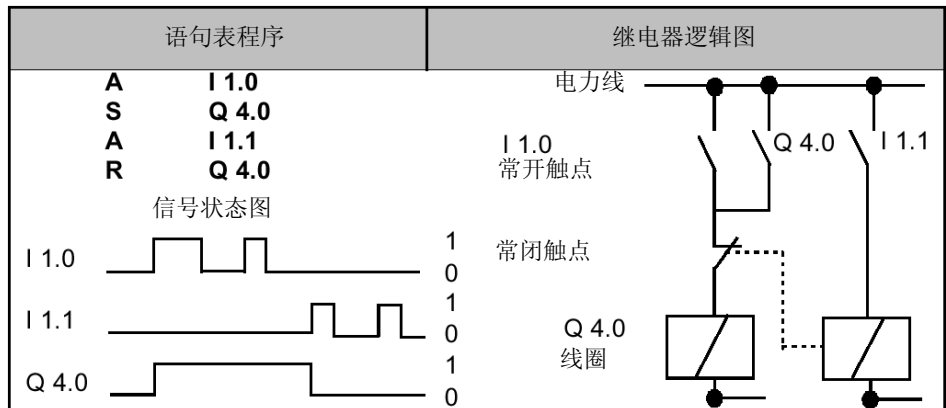 语句表程序
继电器逻辑图
A I 1.0
S Q 4.0
A I 1.1
R Q 4.0
信号状态图
I 1.0
1
0
I 1.1
1
0
Q 4.0
1
0
电力线
I 1.0
常开触点
Q 4.0
I 1.1
常闭触点
Q 4.0
线圈